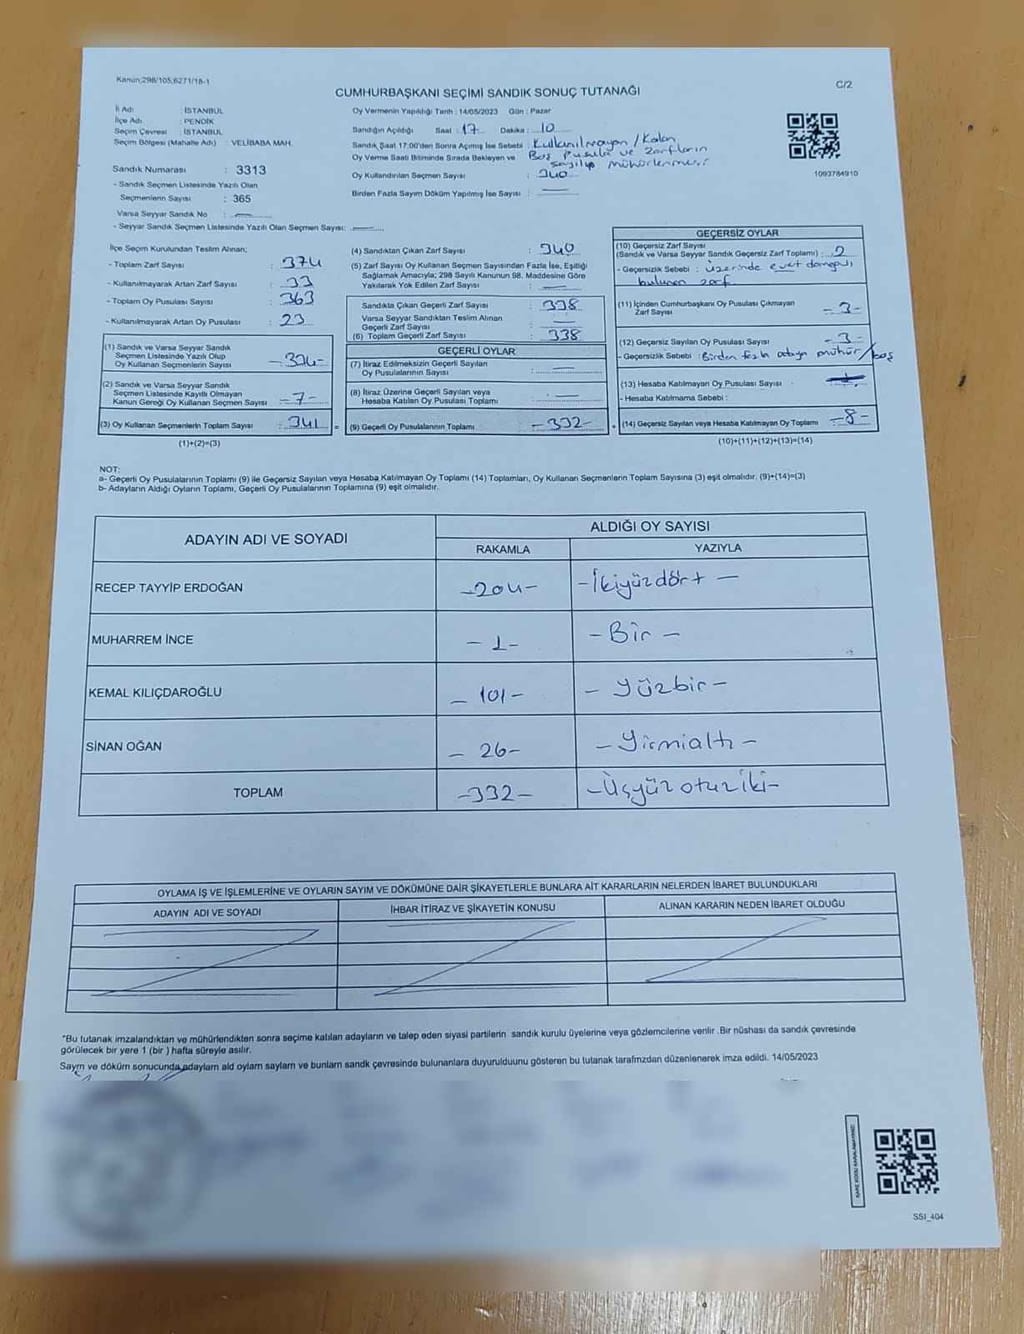 Kanun;298/105;6271/18-1
C/2
CUMHURBAŞKANI SEÇİMİ SANDIK SONUÇ TUTANAĞI
İl Adı : İSTANBUL
İlçe Adı : PENDİK
Seçim Çevresi : İSTANBUL
Seçim Bölgesi (Mahalle Adı) : VELİBABA MAH.
Sandık Numarası : 3313
- Sandık Seçmen Listesinde Yazılı Olan
Seçmenlerin Sayısı : 365
Varsa Seyyar Sandık No :
- Seyyar Sandık Seçmen Listesinde Yazılı Olan Seçmen Sayısı:
Oy Vermenin Yapıldığı Tarih : 14/05/2023 Gün : Pazar
Sandığın Açıldığı Saat : 17 Dakika : 10
Sandık Saat 17:00'den Sonra Açılmış İse Sebebi : Kullanılmayan / Kalan
Oy Verme Saati Bitiminde Sırada Bekleyen ve Boş Pusula ve zarfların
sayılıp mühürlenmesi
Oy Kullandırılan Seçmen Sayısı : 340
Birden Fazla Sayım Döküm Yapılmış İse Sayısı :
1093784910
İlçe Seçim Kurulundan Teslim Alınan;
- Toplam Zarf Sayısı : 374
- Kullanılmayarak Artan Zarf Sayısı : 33
- Toplam Oy Pusulası Sayısı : 363
- Kullanılmayarak Artan Oy Pusulası : 23
(1) Sandık ve Varsa Seyyar Sandık
Seçmen Listesinde Yazılı Olup
Oy Kullanan Seçmenlerin Sayısı
(2) Sandık ve Varsa Seyyar Sandık
Seçmen Listesinde Kayıtlı Olmayan
Kanun Gereği Oy Kullanan Seçmen Sayısı -7-
(3) Oy Kullanan Seçmenlerin Toplam Sayısı : 341 =
(1)+(2)=(3)
(4) Sandıktan Çıkan Zarf Sayısı : 340
(5) Zarf Sayısı Oy Kullanan Seçmen Sayısından Fazla İse, Eşitliği
Sağlamak Amacıyla; 298 Sayılı Kanunun 98. Maddesine Göre
Yakılarak Yok Edilen Zarf Sayısı :
Sandıkta Çıkan Geçerli Zarf Sayısı : 338
Varsa Seyyar Sandıktan Teslim Alınan
Geçerli Zarf Sayısı :
(6) Toplam Geçerli Zarf Sayısı : 338
GEÇERLİ OYLAR
(7) İtiraz Edilmeksizin Geçerli Sayılan
Oy Pusulalarının Sayısı :
(8) İtiraz Üzerine Geçerli Sayılan veya
Hesaba Katılan Oy Pusulası Toplamı :
(9) Geçerli Oy Pusulalarının Toplamı : -332- +
GEÇERSİZ OYLAR
(10) Geçersiz Zarf Sayısı
(Sandık ve Varsa Seyyar Sandık Geçersiz Zarf Toplamı) : 2
- Geçersizlik Sebebi : üzerinde evet damgalı
bulunan zarf
(11) İçinden Cumhurbaşkanı Oy Pusulası Çıkmayan
Zarf Sayısı : -3-
(12) Geçersiz Sayılan Oy Pusulası Sayısı : -3-
- Geçersizlik Sebebi : Birden fazla adaya mühür/boş
(13) Hesaba Katılmayan Oy Pusulası Sayısı :
- Hesaba Katılmama Sebebi :
(14) Geçersiz Sayılan veya Hesaba Katılmayan Oy Toplamı : -8-
(10)+(11)+(12)+(13)=(14)
NOT:
a- Geçerli Oy Pusulalarının Toplamı (9) ile Geçersiz Sayılan veya Hesaba Katılmayan Oy Toplamı (14) Toplamları, Oy Kullanan Seçmenlerin Toplam Sayısına (3) eşit olmalıdır. (9)+(14)=(3)
b- Adayların Aldığı Oyların Toplamı, Geçerli Oy Pusulalarının Toplamına (9) eşit olmalıdır.
ADAYIN ADI VE SOYADI
ALDIĞI OY SAYISI
RAKAMLA YAZIYLA
RECEP TAYYİP ERDOĞAN -204- -İkiyüzdört-
MUHARREM İNCE -1- -Bir-
KEMAL KILIÇDAROĞLU -101- -Yüzbir-
SİNAN OĞAN -26- -Yirmialtı-
TOPLAM -332- -Üçyüzotuziki-
OYLAMA İŞ VE İŞLEMLERİNE VE OYLARIN SAYIM VE DÖKÜMÜNE DAİR ŞİKAYETLERLE BUNLARA AİT KARARLARIN NELERDEN İBARET BULUNDUKLARI
ADAYIN ADI VE SOYADI İHBAR İTİRAZ VE ŞİKAYETİN KONUSU ALINAN KARARIN NEDEN İBARET OLDUĞU
*Bu tutanak imzalandıktan ve mühürlendikten sonra seçime katılan adayların ve talep eden siyasi partilerin sandık kurulu üyelerine veya gözlemcilerine verilir .Bir nüshası da sandık çevresinde
görülecek bir yere 1 (bir ) hafta süreyle asılır.
Sayım ve döküm sonucunda adayların ald oyların sayların ve bunların sandk çevresinde bulunanlara duyurulduunu gösteren bu tutanak tarafmzdan düzenlenerek imza edildi. 14/05/2023
SSI_404